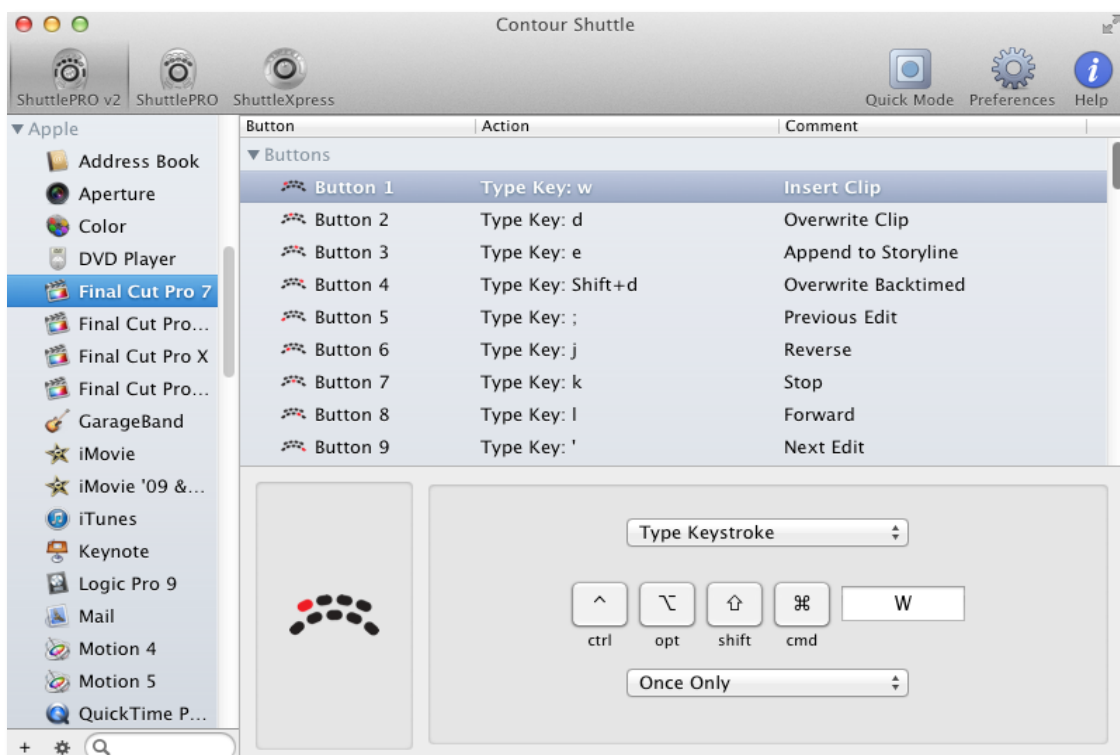 Contour Shuttle
ShuttlePRO v2 ShuttlePRO ShuttleXpress Quick Mode Preferences Help
Apple
Address Book
Aperture
Color
DVD Player
Final Cut Pro 7
Final Cut Pro...
Final Cut Pro X
Final Cut Pro...
GarageBand
iMovie
iMovie '09 &...
iTunes
Keynote
Logic Pro 9
Mail
Motion 4
Motion 5
QuickTime P...
Button Action Comment
Buttons
Button 1 Type Key: w Insert Clip
Button 2 Type Key: d Overwrite Clip
Button 3 Type Key: e Append to Storyline
Button 4 Type Key: Shift+d Overwrite Backtimed
Button 5 Type Key: ; Previous Edit
Button 6 Type Key: j Reverse
Button 7 Type Key: k Stop
Button 8 Type Key: l Forward
Button 9 Type Key: ' Next Edit
Type Keystroke
^ ⌥ ⇧ ⌘ W
ctrl opt shift cmd
Once Only